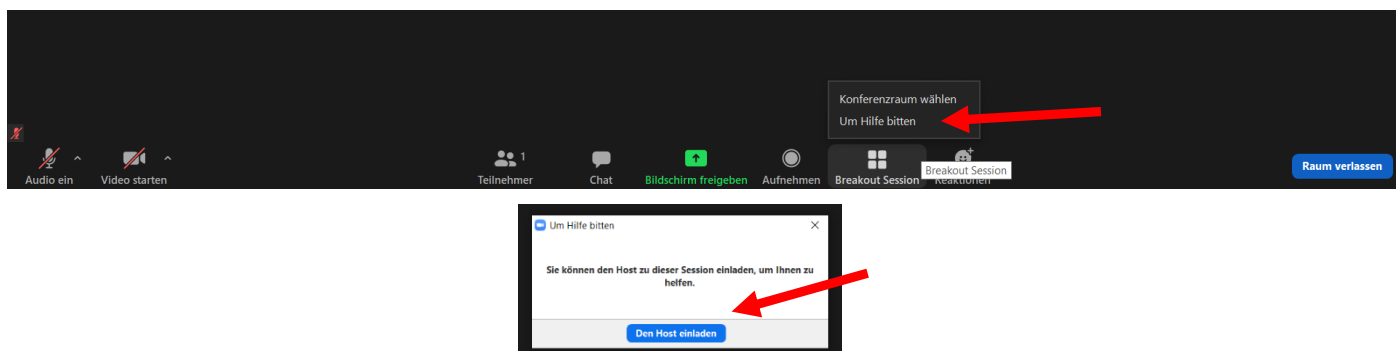 Konferenzraum wählen
Um Hilfe bitten
1
Audio ein
Video starten
Teilnehmer
Chat
Bildschirm freigeben
Aufnehmen
Breakout Session
Breakout Session
Reaktionen
Raum verlassen
Um Hilfe bitten
Sie können den Host zu dieser Session einladen, um Ihnen zu
helfen.
Den Host einladen